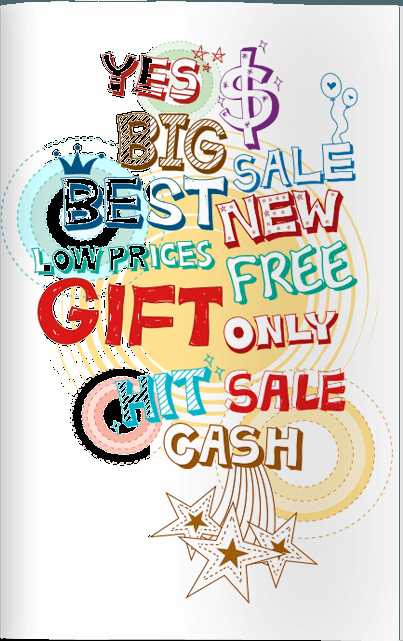 YES $
BIG
SALE
BEST
NEW
LOW PRICES
FREE
GIFT
ONLY
HIT SALE
CASH